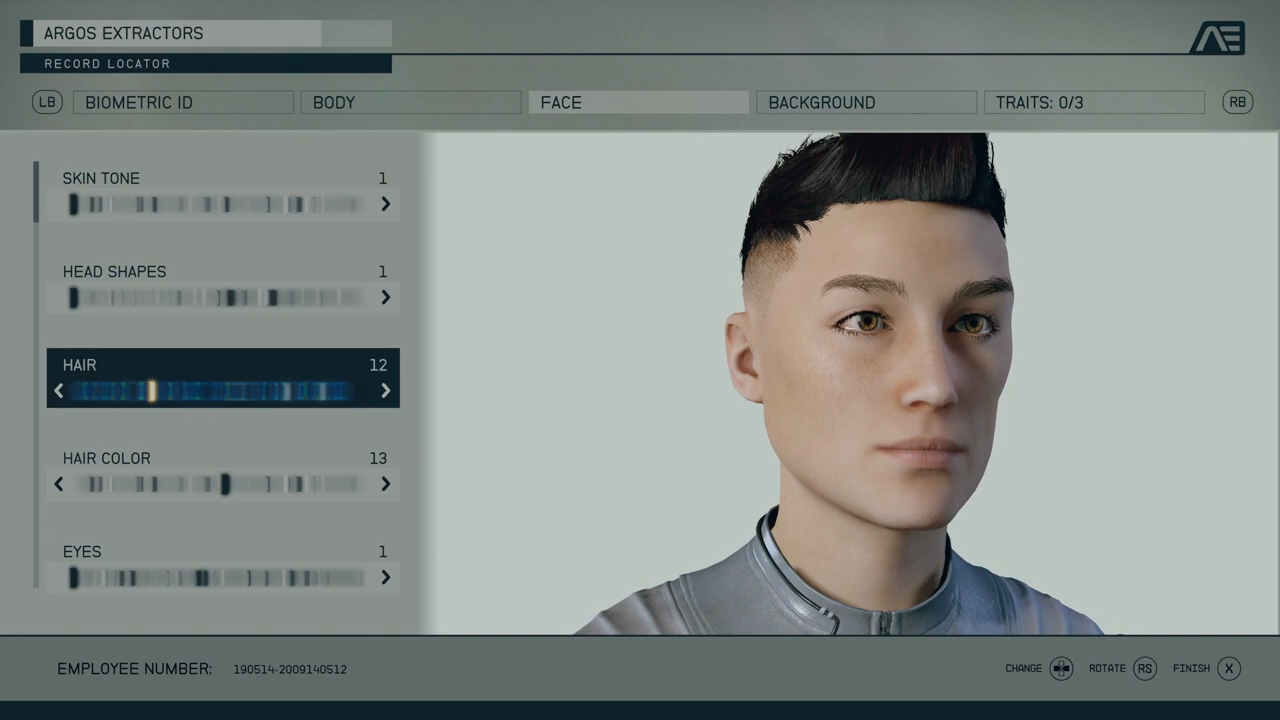 ARGOS EXTRACTORS
RECORD LOCATOR
AE
LB BIOMETRIC ID BODY FACE BACKGROUND TRAITS: 0/3 RB
SKIN TONE 1
HEAD SHAPES 1
HAIR 12
HAIR COLOR 13
EYES 1
EMPLOYEE NUMBER: 190514-2009140512
CHANGE ROTATE RS FINISH X